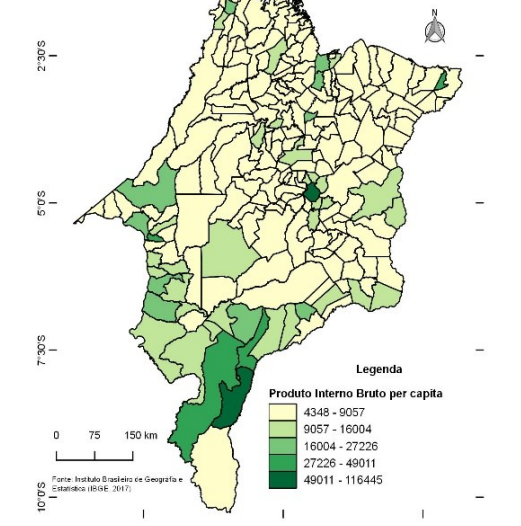 N
2°30'S
5°0'S
7°30'S
10°0'S
Legenda
Produto Interno Bruto per capita
4348 - 9057
9057 - 16004
16004 - 27226
27226 - 49011
49011 - 116445
0 75 150 km
Fonte: Instituto Brasileiro de Geografia e
Estatística (IBGE, 2017)